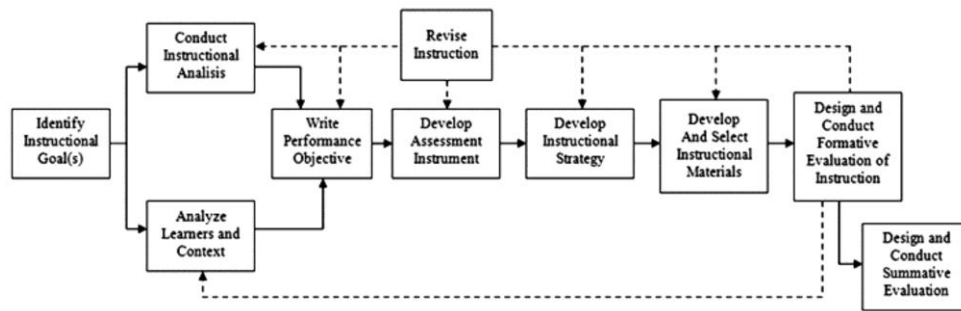 Conduct
Instructional
Analisis
Revise
Instruction
Identify
Instructional
Goal(s)
Write
Performance
Objective
Develop
Assessment
Instrument
Develop
Instructional
Strategy
Develop
And Select
Instructional
Materials
Design and
Conduct
Formative
Evaluation of
Instruction
Analyze
Learners and
Context
Design and
Conduct
Summative
Evaluation